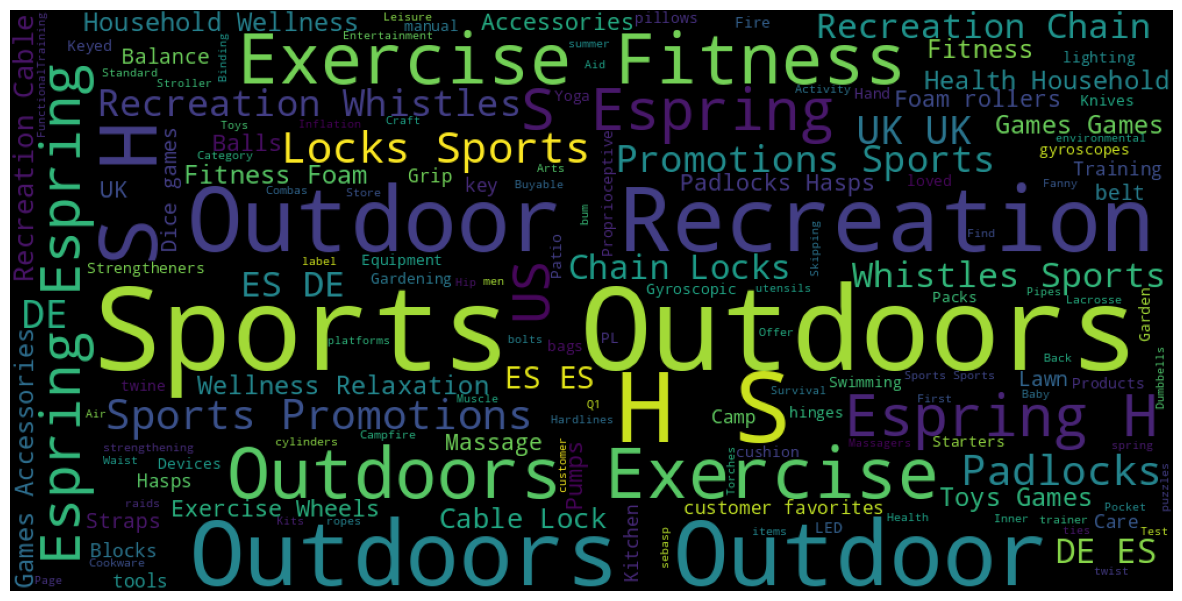 Household Wellness
Leisure
manual
Accessories
pillows
Fire
Recreation Chain
Keyed
Balance
Binding
Entertainment
Exercise Fitness
summer
Aid
Fitness
lighting
Standard
Stroller
FunctionalTraining
Recreation Cable
Espring Espring
Health Household
Activity
Hand
Recreation Whistles
S Espring
Yoga
Foam rollers
Knives
Toys
Inflation
Craft
Balls
Locks Sports
UK UK
Games Games
environmental
gyroscopes
Category
Arts
Promotions Sports
Fitness Foam
Grip
key
Buyable
Padlocks Hasps
loved
Training
belt
S H
UK
Dice games
Combas
Store
Fanny
Outdoor
Recreation
bum
Proprioceptive
Find
Patio
Skipping
Strengtheners
label
Equipment
ES DE
Gardening
Hip
men
US
Chain Locks
Whistles Sports
Gyroscopic
utensils
Packs
Pipes
Lacrosse
Garden
DE
Sports Outdoors
platforms
bolts
bags
PL
Offer
Back
Games Accessories
Espring
twine
Wellness Relaxation
Muscle
ES ES
H S
Survival
Swimming
Sports Sports
First
Lawn
Baby
Products
Dumbbells
Air
Sports Promotions
Q1
Hardlines
Camp
hinges
Espring H
strengthening
Waist
cylinders
Campfire
Massage
customer
Pumps
cushion
Massagers
Starters
spring
Devices
Hasps
Outdoors
Exercise
Torches
Padlocks
puzzles
raids
Straps
Exercise Wheels
Kits
ropes
Cable Lock
customer favorites
Toys Games
Pocket
Kitchen
sebasp
items
LED
Health
Inner
trainer
Care
ties
Test
Blocks
Cookware
Page
tools
Outdoors
Outdoor
DE ES
twist